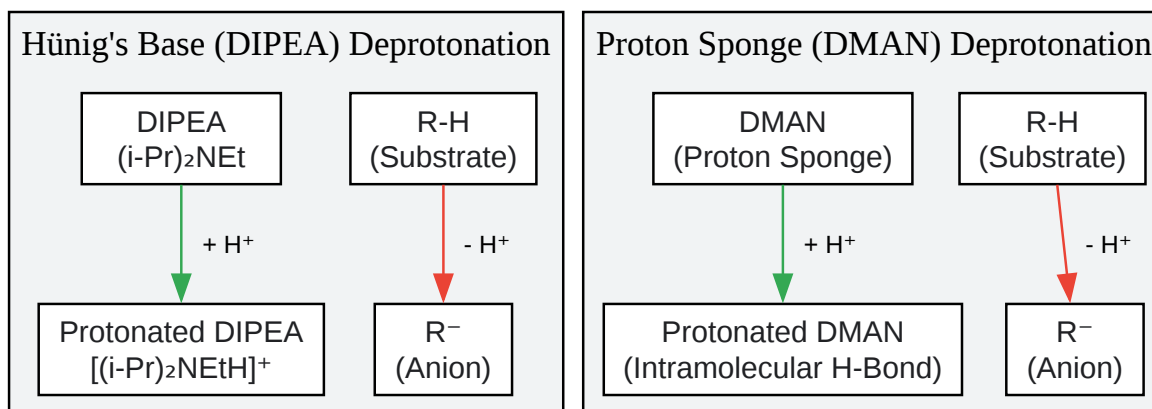 Hünig's Base (DIPEA) Deprotonation
DIPEA
(i-Pr)₂NEt
R-H
(Substrate)
+ H⁺
- H⁺
Protonated DIPEA
[(i-Pr)₂NEtH]⁺
R⁻
(Anion)
Proton Sponge (DMAN) Deprotonation
DMAN
(Proton Sponge)
R-H
(Substrate)
+ H⁺
- H⁺
Protonated DMAN
(Intramolecular H-Bond)
R⁻
(Anion)